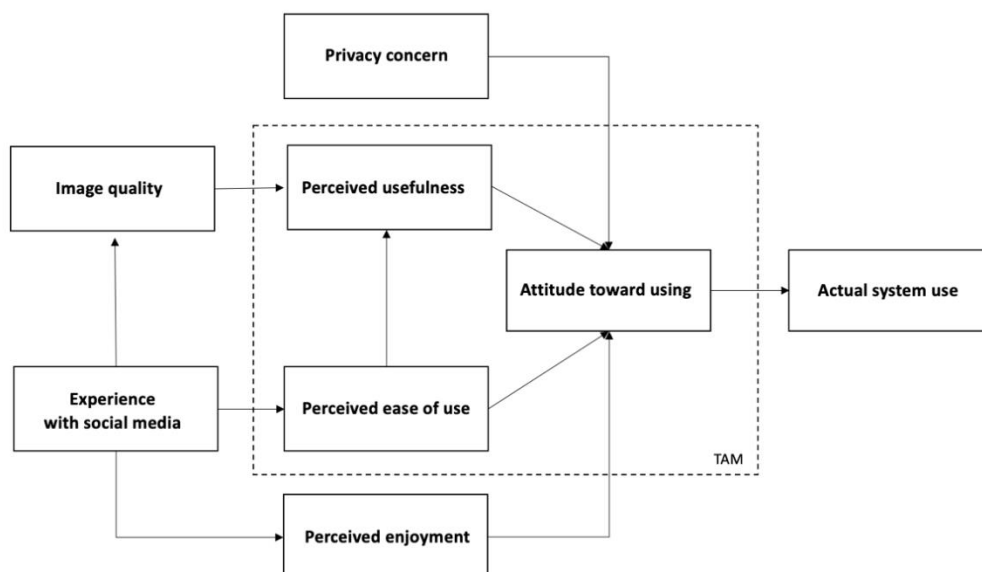 Privacy concern
Image quality
Perceived usefulness
Attitude toward using
Actual system use
Experience
with social media
Perceived ease of use
TAM
Perceived enjoyment